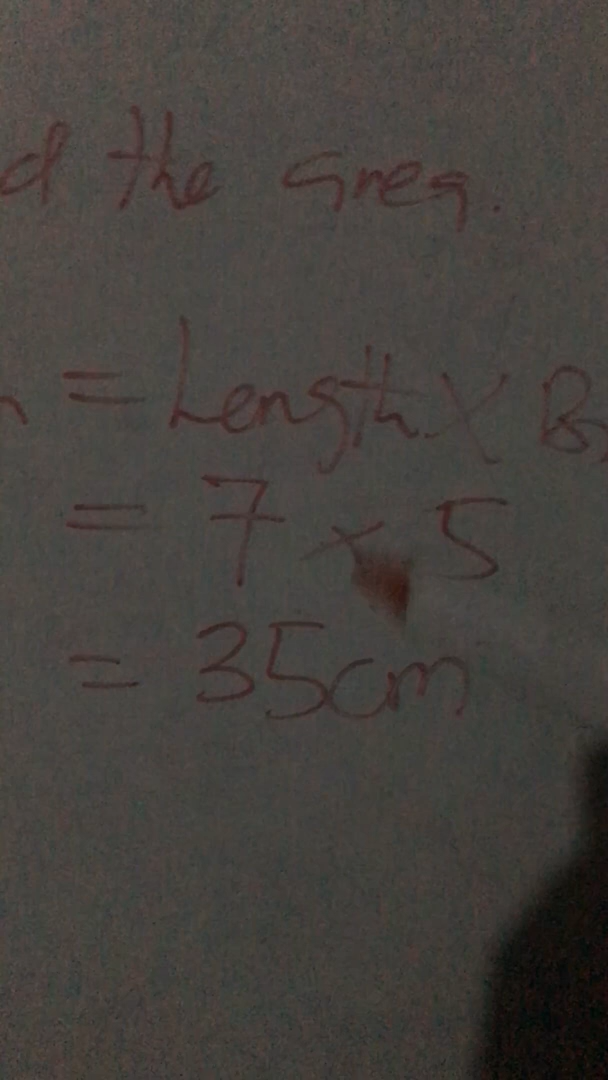 d the area.
= Length X B
= 7 × 5
= 35cm